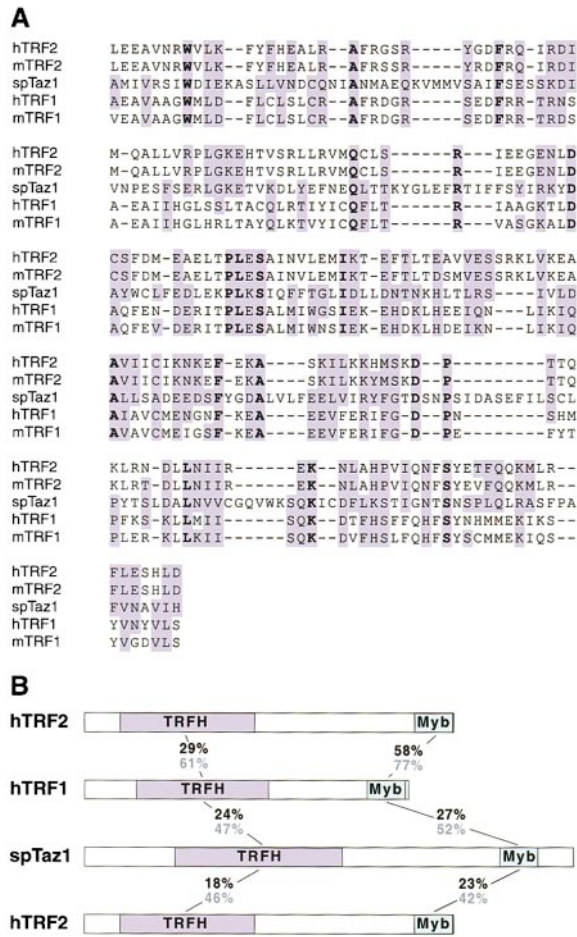 A
hTRF2 LEEAVNRWVLK--FYFHEALR--AFRGSR-----YGDFRQ-IRDI
mTRF2 LEEAVNRWVLK--FYFHEALR--AFRGSR-----YRDFRQ-IRDI
spTaz1 AMIVRSIWDIEKASLLVNDCQNIANMAEQKVMMVSAIFSESSKDI
hTRF1 AEAVAAGWMLD--FLCLSLCR--AFRDGR-----SEDFRR-TRNS
mTRF1 VEAVAAGWMLD--FLCLSLCR--AFRDGR-----SEDFRR-TRDS
hTRF2 M-QALLVRPLGKEHTVSRLLRVMQCLS------R----IEEGENLD
mTRF2 M-QALLVRPLGKEHTVSRLLRVMQCLS------R----IEEGENLD
spTaz1 VNPESFSERLGKETVKDLYEFNEQLTTKYGLEFRTIFFSYIRKYD
hTRF1 A-EAIIHGLSSLTACQLRTIYICQFLT------R----IAAGKTLD
mTRF1 A-EAIIHGLHRLTAYQLKTVYICQFLT------R----VASGKALD
hTRF2 CSFDM-EAELTPLESAINVLEMIKT-EFTLTEAVVESSRKLVKEA
mTRF2 CSFDM-EAELTPLESAINVLEMIKT-EFTLTDSMVESSRKLVKEA
spTaz1 AYWCLFEDLEKPLKSIQFFTGLIDLLDNTNKHLTLRS----IVLD
hTRF1 AQFEN-DERITPLESALMIWGSIEK-EHDKLHEEIQN--LIKIQ
mTRF1 AQFEV-DERITPLESALMIWNSIEK-EHDKLHDEIKN--LIKIQ
hTRF2 AVIICIKNKEF-EKA----SKILKKHMSKD-P--------TTQ
mTRF2 AVIICIKNKEF-EKA----SKILKKYMSKD-P--------TTQ
spTaz1 ALLSADEEDSFYGDALVLFEELVIRYFGTDSNPSIDASEFILSCL
hTRF1 AIAVCMENGNF-KEA----EEVFERIFGD-PN-------SHM
mTRF1 AVAVCMEIGSF-KEA----EEVFERIFGD-PE-------FYT
hTRF2 KLRN-DLLNIIR------EK--NLAHPVIQNFSYETFQQKMLR--
mTRF2 KLRT-DLLNIIR------EK--NLAHPVIQNFSYEVFQQKMLR--
spTaz1 PYTSLDALNVVCGQVWKSQKICDFLKSTIGNTSNSPLQLRASFPA
hTRF1 PFKS-KLLMII------SQK--DTFHSFFQHFSYNHMMEKIKS--
mTRF1 PLER-KLLKII------SQK--DVFHSLFQHFSYSCMMEKIQS--
hTRF2 FLESHLD
mTRF2 FLESHLD
spTaz1 FVNAVIH
hTRF1 YVNYVLS
mTRF1 YVGDVLS
B
hTRF2 TRFH Myb
29% 58%
61% 77%
hTRF1 TRFH Myb
24% 27%
47% 52%
spTaz1 TRFH Myb
18% 23%
46% 42%
hTRF2 TRFH Myb